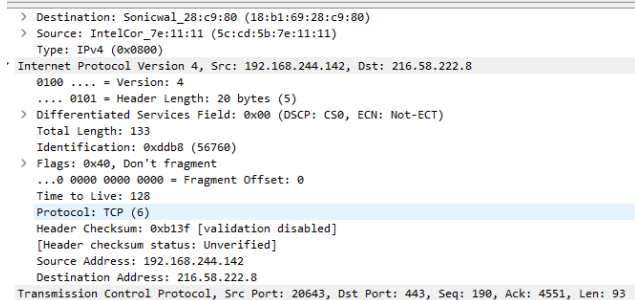 > Destination: Sonicwal_28:c9:80 (18:b1:69:28:c9:80)
> Source: IntelCor_7e:11:11 (5c:cd:5b:7e:11:11)
Type: IPv4 (0x0800)
Internet Protocol Version 4, Src: 192.168.244.142, Dst: 216.58.222.8
0100 .... = Version: 4
.... 0101 = Header Length: 20 bytes (5)
> Differentiated Services Field: 0x00 (DSCP: CS0, ECN: Not-ECT)
Total Length: 133
Identification: 0xddb8 (56760)
> Flags: 0x40, Don't fragment
...0 0000 0000 0000 = Fragment Offset: 0
Time to Live: 128
Protocol: TCP (6)
Header Checksum: 0xb13f [validation disabled]
[Header checksum status: Unverified]
Source Address: 192.168.244.142
Destination Address: 216.58.222.8
Transmission Control Protocol, Src Port: 20643, Dst Port: 443, Seq: 190, Ack: 4551, Len: 93